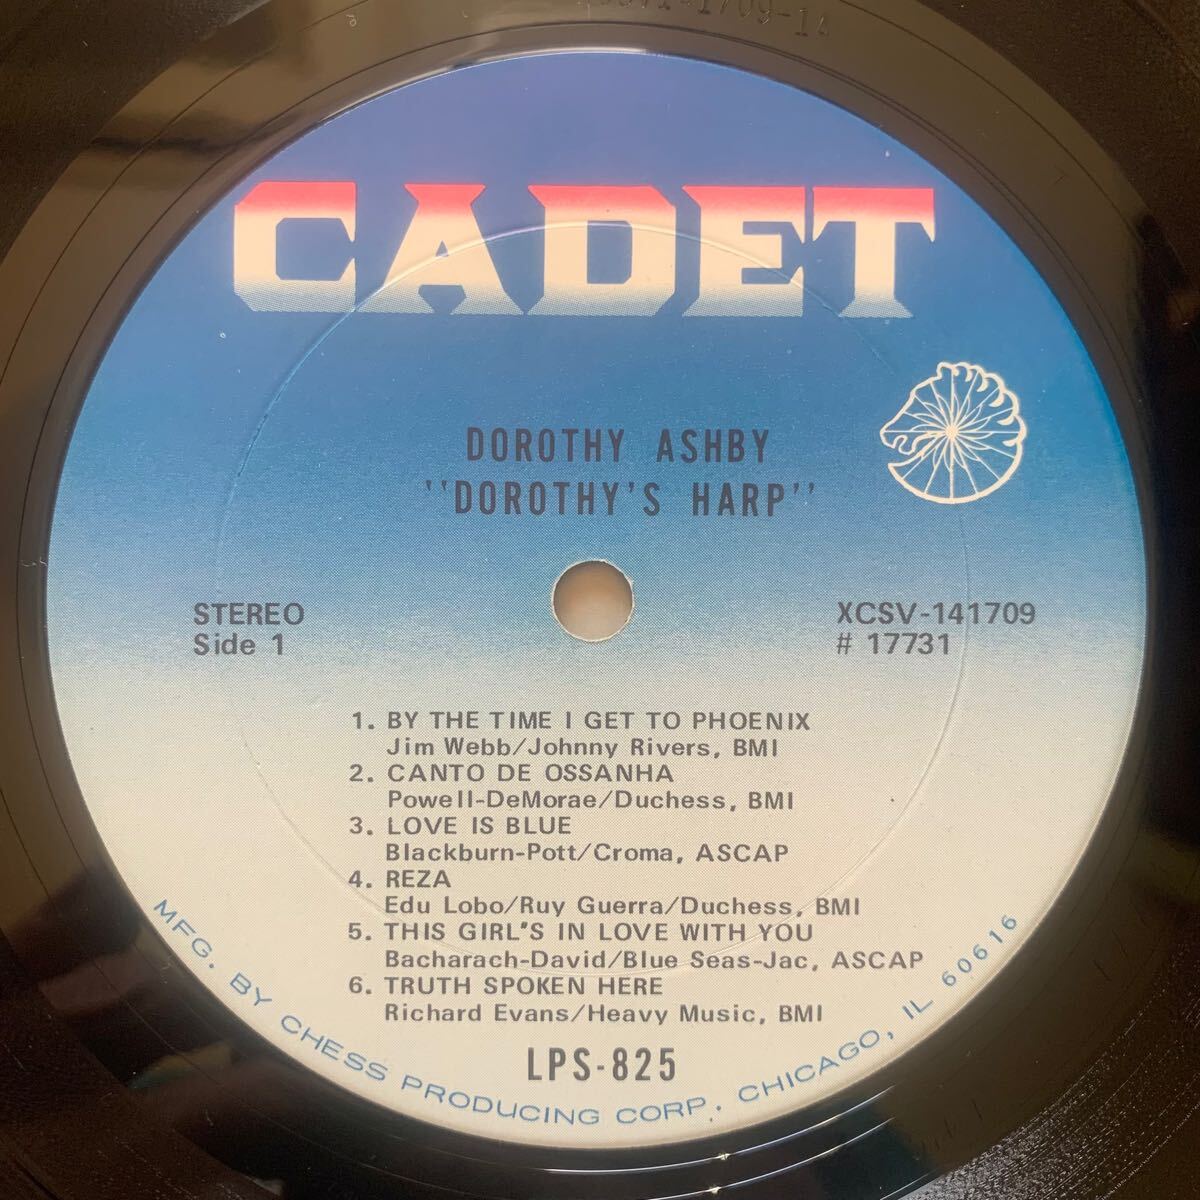 CADET
DOROTHY ASHBY
"DOROTHY'S HARP"
STEREO
Side 1
XCSV-141709
# 17731
1. BY THE TIME I GET TO PHOENIX
Jim Webb/Johnny Rivers, BMI
2. CANTO DE OSSANHA
Powell-DeMorae/Duchess, BMI
3. LOVE IS BLUE
Blackburn-Pott/Croma, ASCAP
4. REZA
Edu Lobo/Ruy Guerra/Duchess, BMI
5. THIS GIRL'S IN LOVE WITH YOU
Bacharach-David/Blue Seas-Jac, ASCAP
6. TRUTH SPOKEN HERE
Richard Evans/Heavy Music, BMI
LPS-825
MFG. BY CHESS PRODUCING CORP. CHICAGO, IL 60616